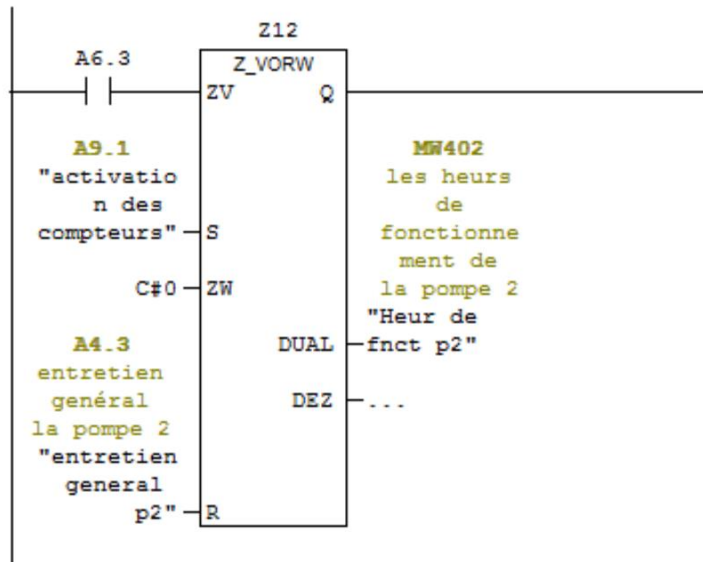 Z12
A6.3
Z_VORW
ZV
Q
A9.1
"activatio
n des
compteurs"
S
C#0
ZW
A4.3
entretien
genéral
la pompe 2
"entretien
general
p2"
R
MW402
les heurs
de
fonctionne
ment de
la pompe 2
"Heur de
fnct p2"
DUAL
DEZ
...